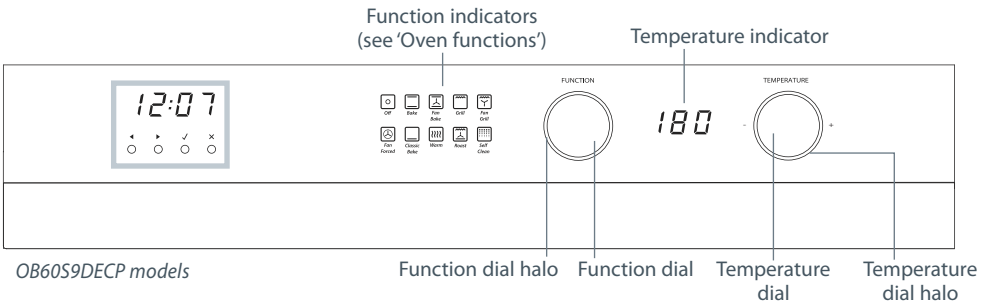 Function indicators
(see 'Oven functions')
Temperature indicator
FUNCTION
TEMPERATURE
12:07
Off Bake Fan Bake Grill Fan Grill
180
- +
Fan Forced Classic Bake Warm Roast Self Clean
OB60S9DECP models
Function dial halo
Function dial
Temperature
dial
Temperature
dial halo